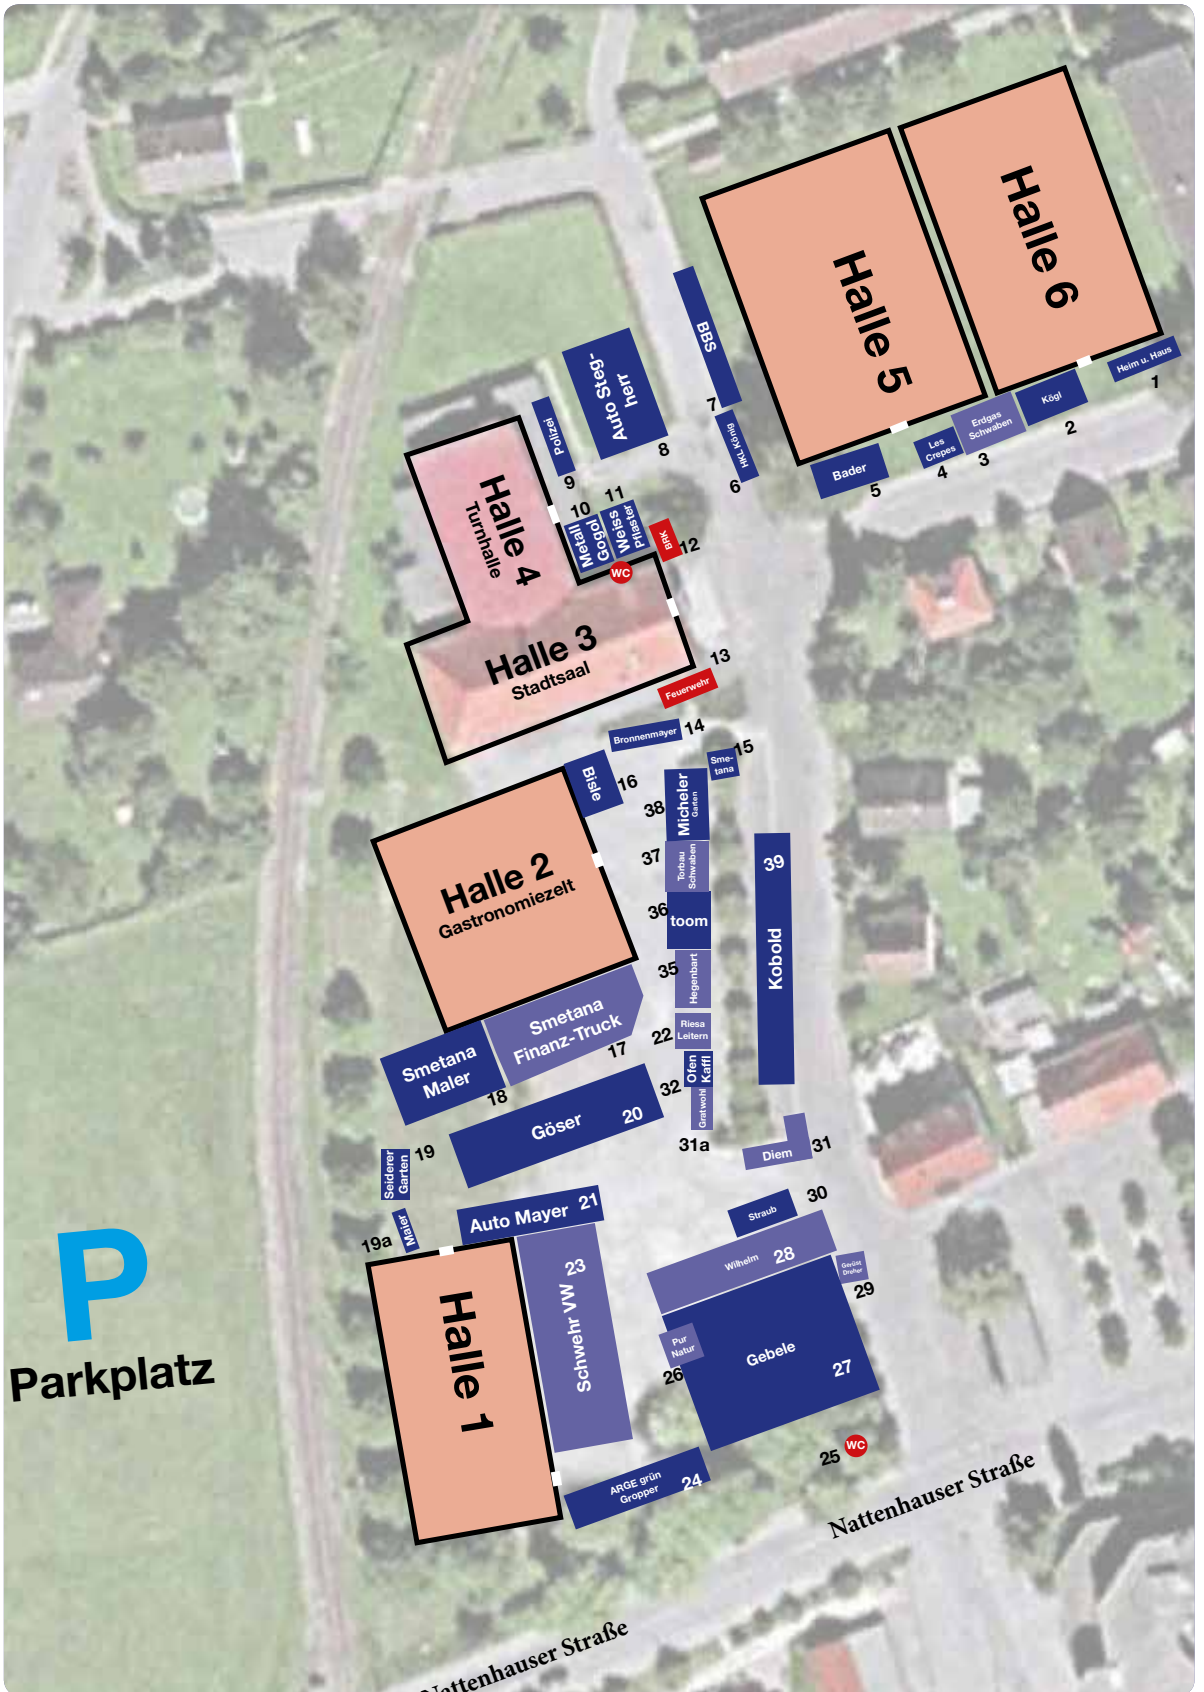 Halle 6
Halle 5
BBS
7
HKL König
6
Heim u. Haus
1
Kögl
2
Erdgas
Schwaben
3
Les
Crepes
4
Bader
5
Auto Steg-
herr
8
Polizei
9
10
11
Metall
Gogol
Weiss
Pflaster
BRK
12
WC
Halle 4
Turnhalle
Halle 3
Stadtsaal
13
Feuerwehr
Bronnenmayer
14
15
Sme-
tana
Bisle
16
38
Micheler
Garten
37
Torbau
Schwaben
36
toom
35
Hegenbart
22
Riesa
Leitern
32
Ofen
Kaffl
Gratwohl
31a
39
Kobold
Halle 2
Gastronomiezelt
Smetana
Finanz-Truck
17
Smetana
Maler
18
Göser
20
Diem
31
19
Seiderer
Garten
19a
Maier
Auto Mayer
21
Schwehr VW
23
Straub
30
Wilhelm
28
Gerüst
Dreher
29
Pur
Natur
26
Gebele
27
P
Parkplatz
Halle 1
ARGE grün
Gropper
24
25
WC
Nattenhauser Straße
Nattenhauser Straße